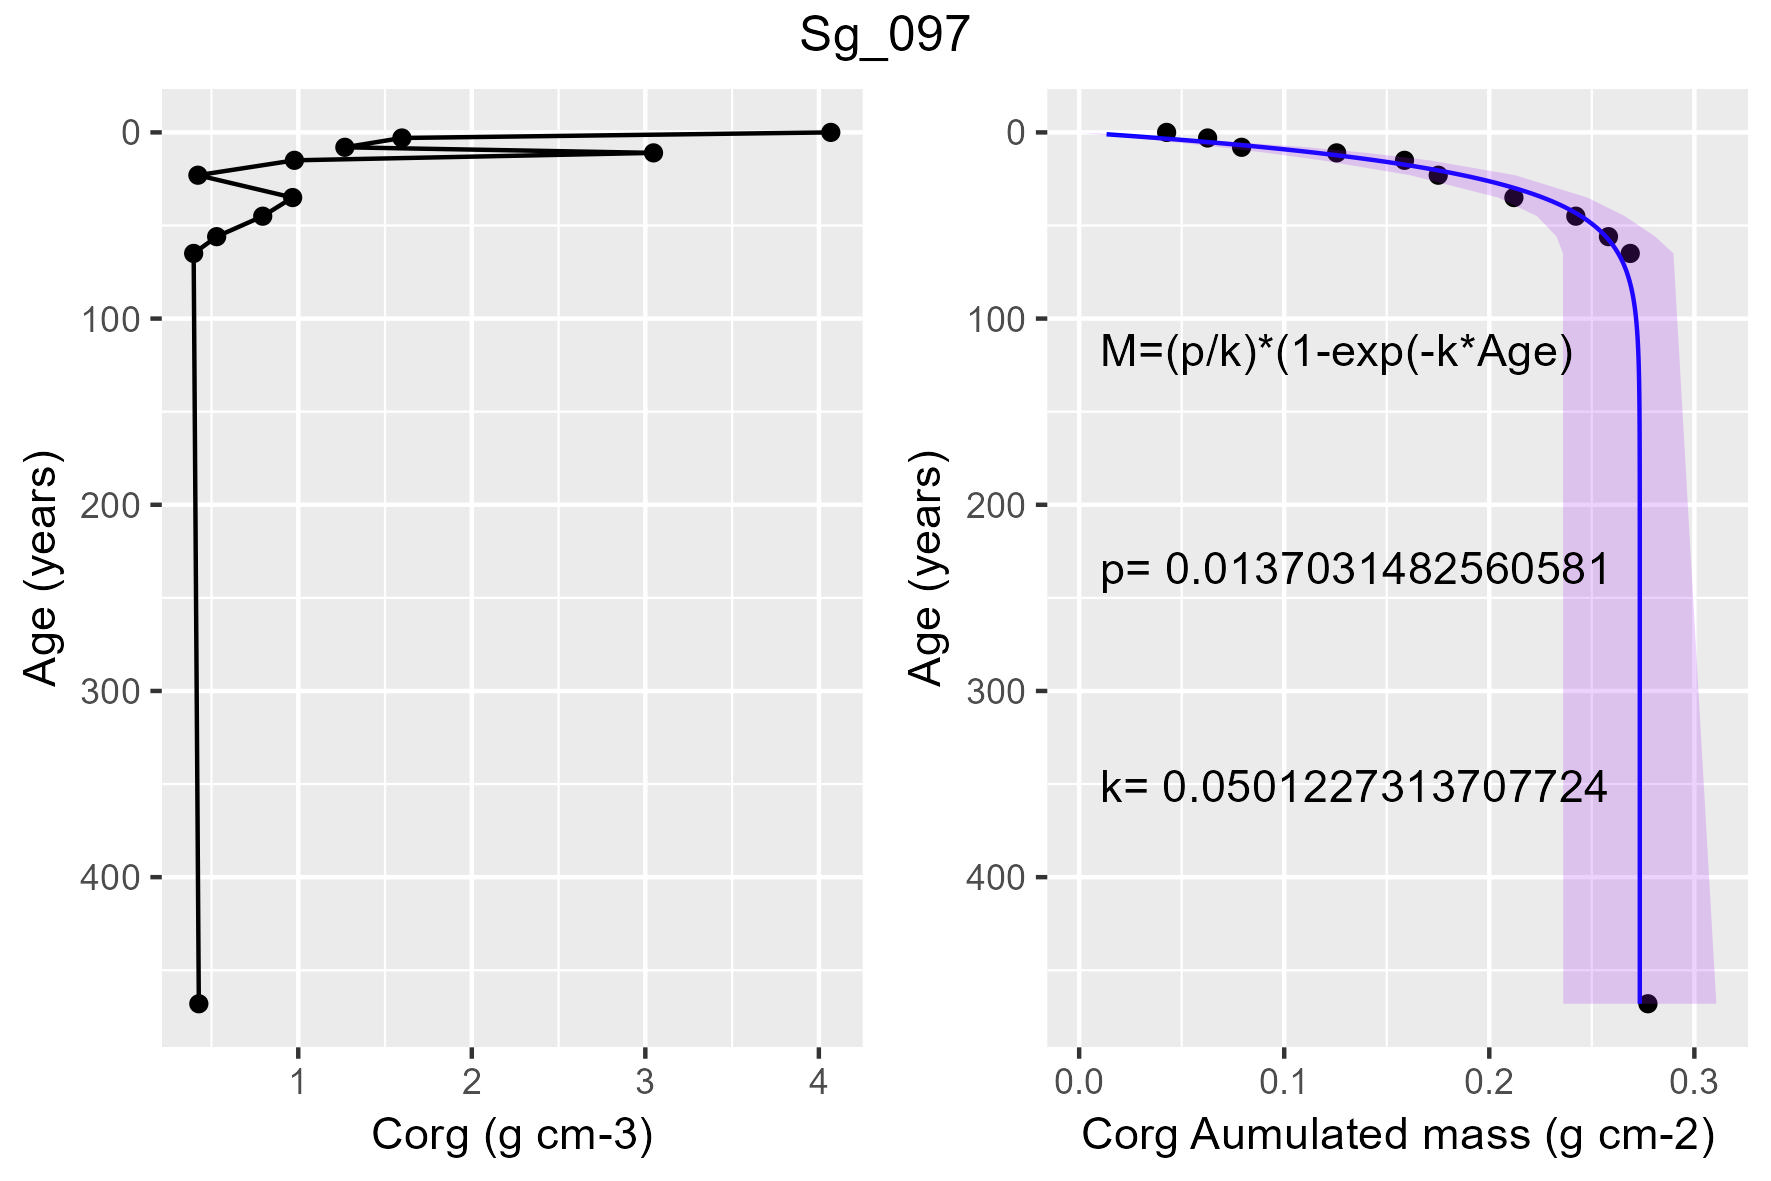 Sg_097
0
100
200
300
400
Age (years)
1
2
3
4
Corg (g cm-3)
0
100
200
300
400
Age (years)
M=(p/k)*(1-exp(-k*Age)
p= 0.0137031482560581
k= 0.0501227313707724
0.0
0.1
0.2
0.3
Corg Aumulated mass (g cm-2)